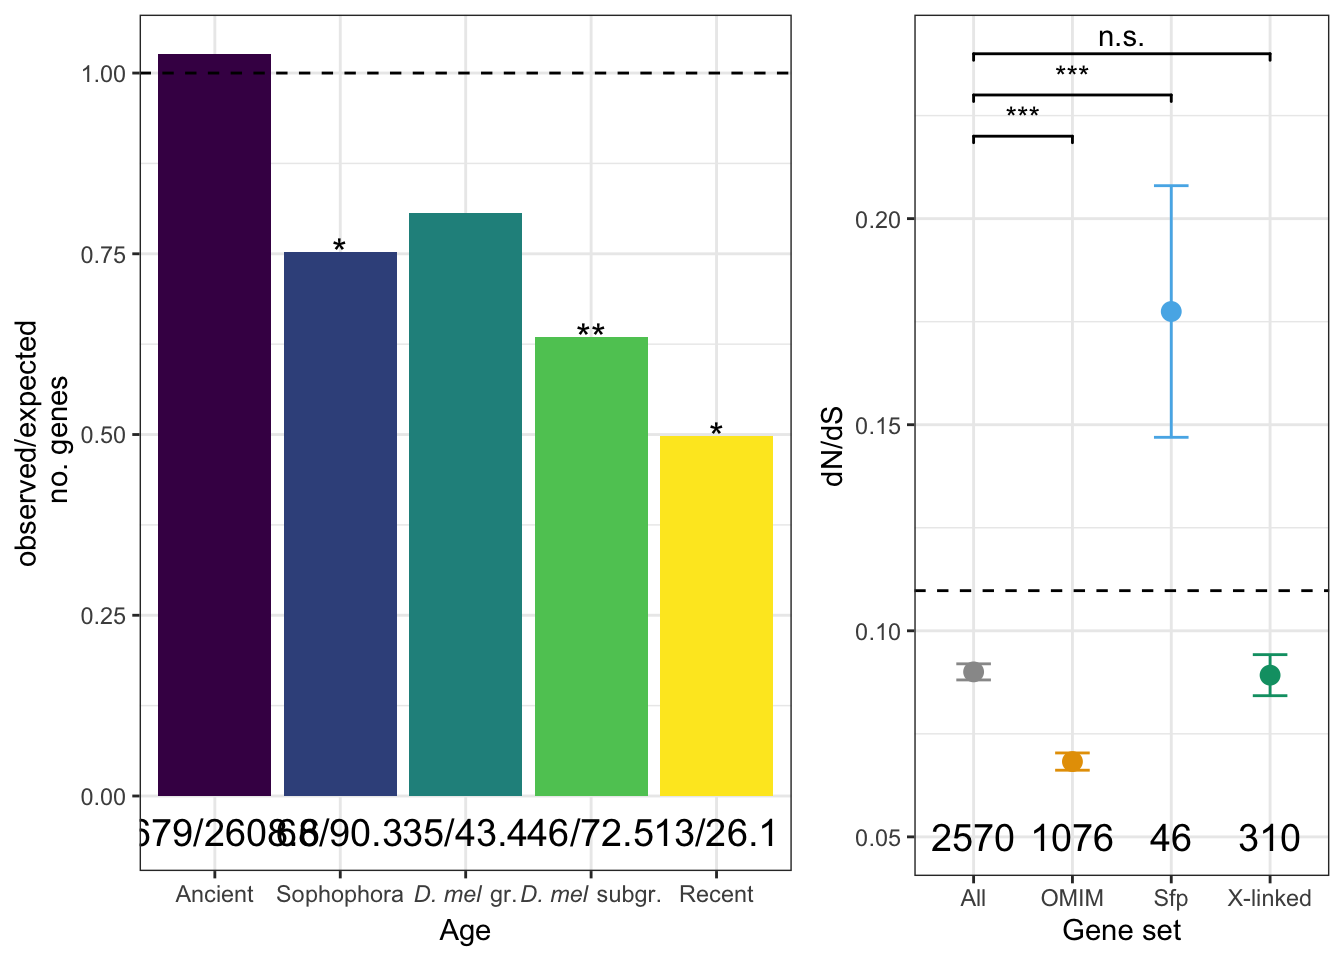 n.s.
***
***
1.00
0.75
0.50
0.25
0.00
observed/expected
no. genes
*
**
*
68/90.3
35/43.4
46/72.5
13/26.1
Ancient Sophophora D. mel gr. D. mel subgr. Recent
Age
0.20
0.15
0.10
0.05
dN/dS
2570 1076 46 310
All OMIM Sfp X-linked
Gene set